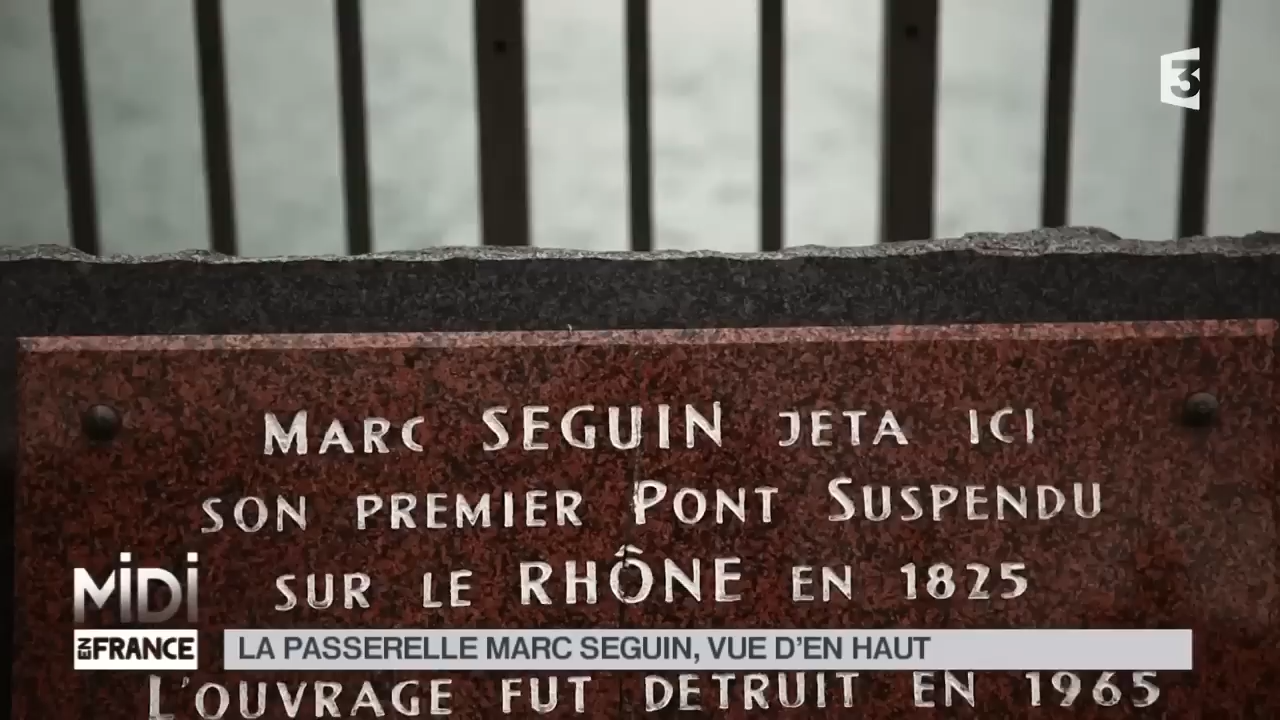 3
MARC SEGUIN JETA ICI
SON PREMIER PONT SUSPENDU
SUR LE RHÔNE EN 1825
MiDi
EN FRANCE
LA PASSERELLE MARC SEGUIN, VUE D'EN HAUT
L'OUVRAGE FUT DETRUIT EN 1965